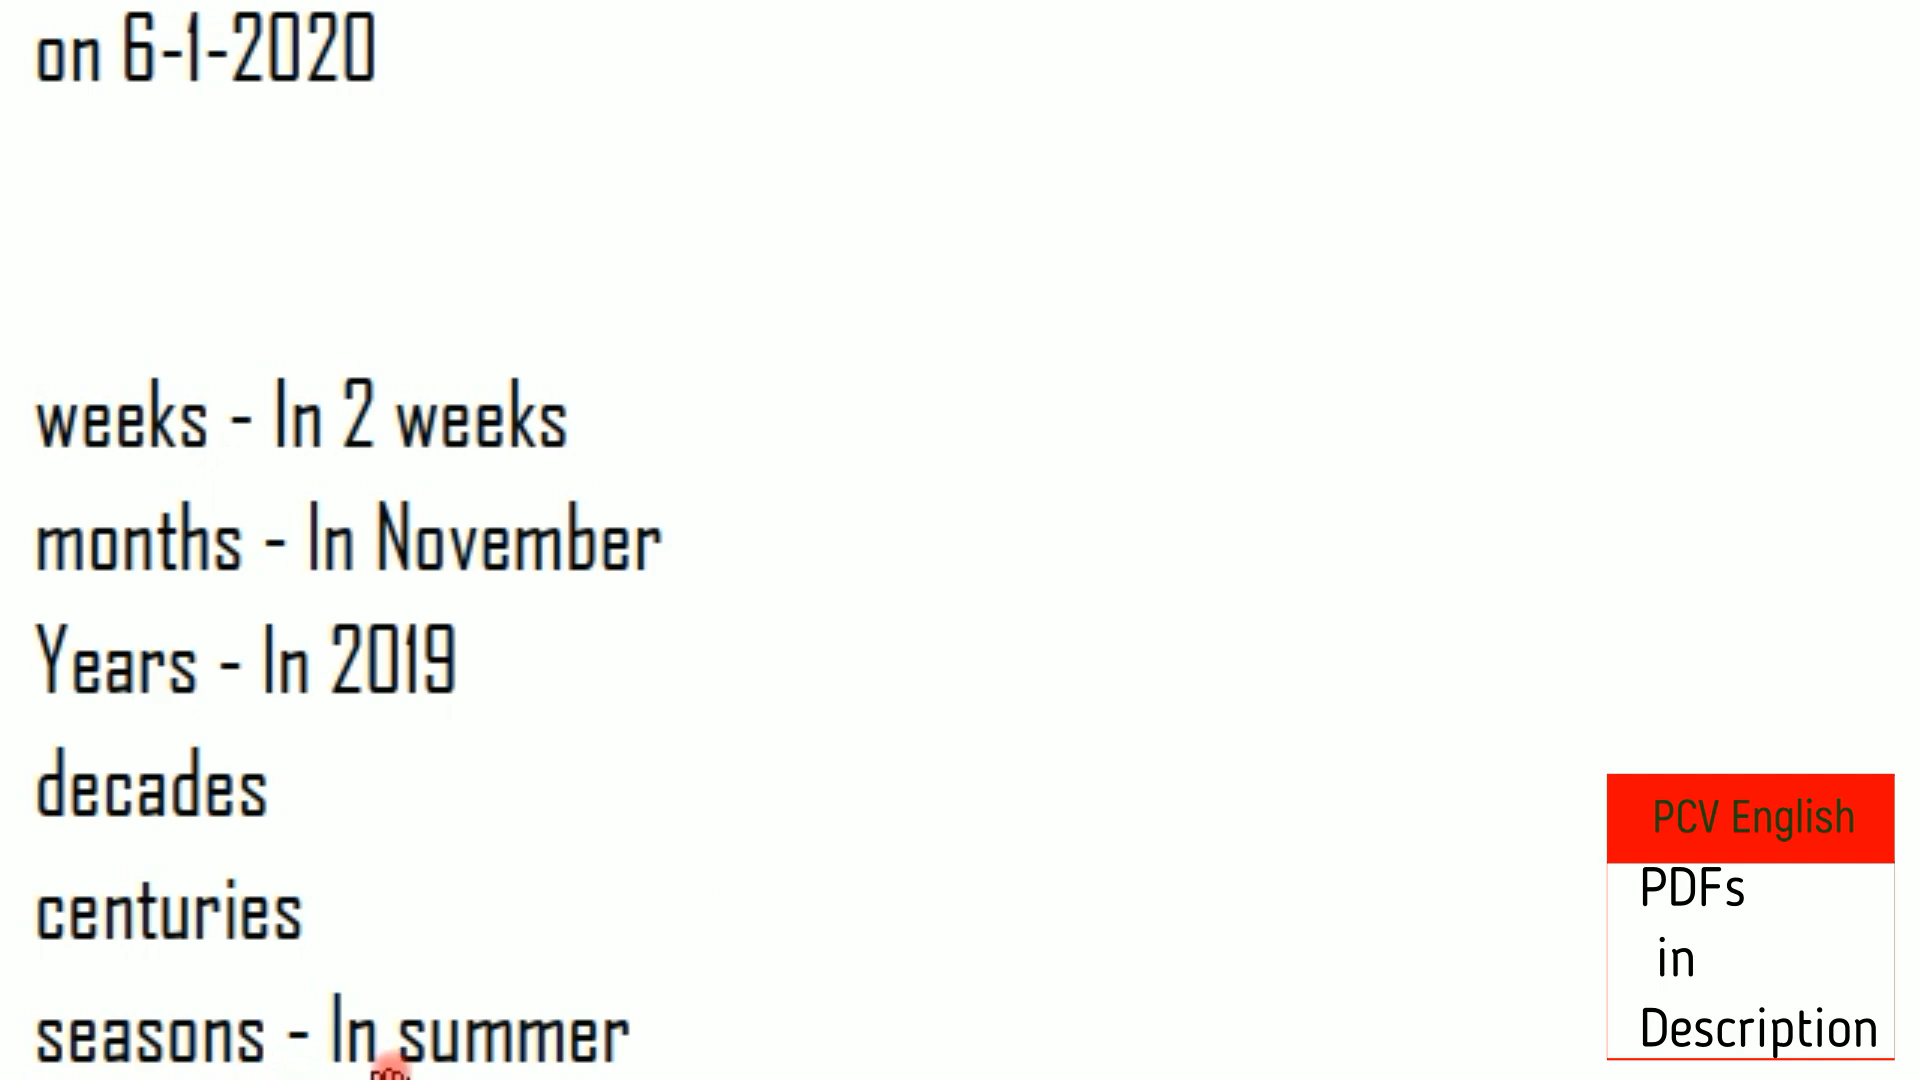 on 6-1-2020
weeks - In 2 weeks
months - In November
Years - In 2019
decades
centuries
seasons - In summer
PCV English
PDFs
in
Description